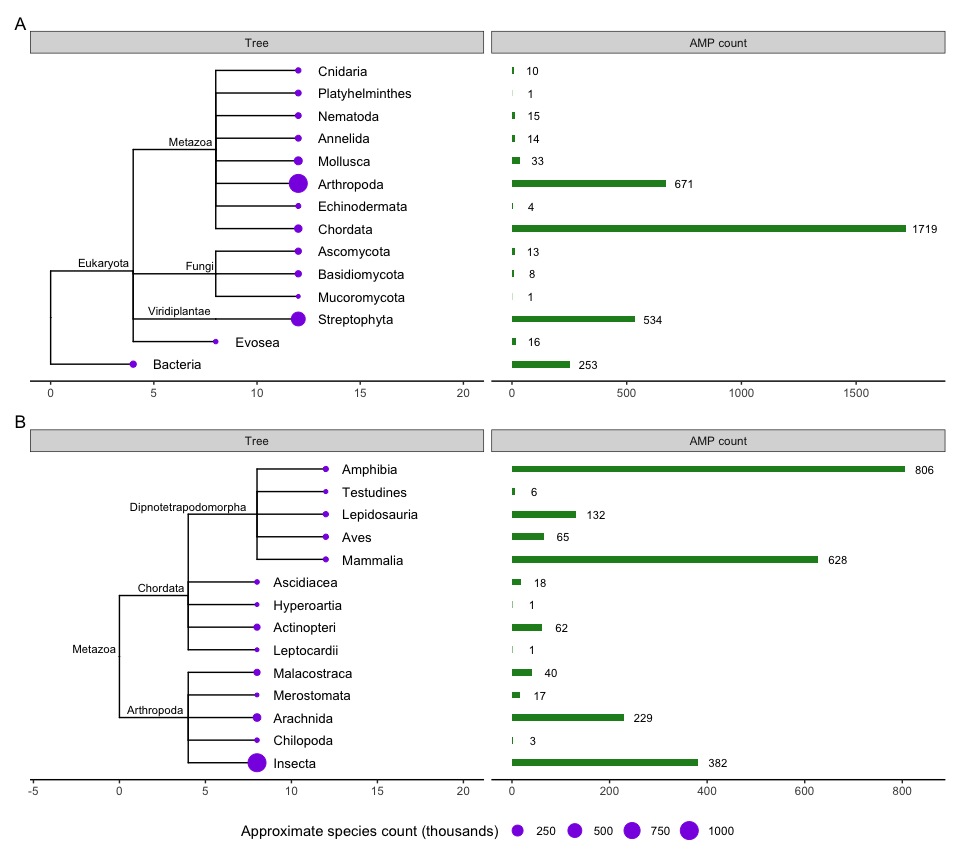 A
Tree AMP count
Cnidaria 10
Platyhelminthes 1
Nematoda 15
Annelida 14
Metazoa
Mollusca 33
Arthropoda 671
Echinodermata 4
Chordata 1719
Ascomycota 13
Eukaryota Fungi
Basidiomycota 8
Mucoromycota 1
Viridiplantae
Streptophyta 534
Evosea 16
Bacteria 253
0 5 10 15 20 0 500 1000 1500
B
Tree AMP count
Amphibia 806
Testudines 6
Dipnotetrapodomorpha
Lepidosauria 132
Aves 65
Mammalia 628
Ascidiacea 18
Chordata
Hyperoartia 1
Actinopteri 62
Metazoa
Leptocardii 1
Malacostraca 40
Merostomata 17
Arthropoda
Arachnida 229
Chilopoda 3
Insecta 382
-5 0 5 10 15 20 0 200 400 600 800
Approximate species count (thousands) 250 500 750 1000